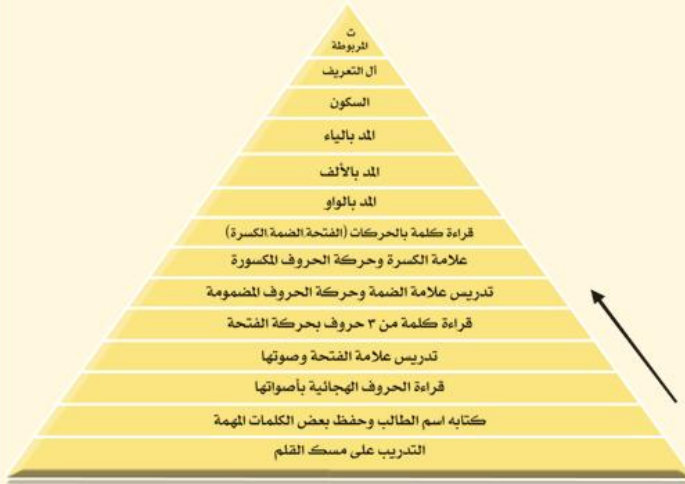 ت
المربوطة
أل التعريف
السكون
المد بالياء
المد بالألف
المد بالواو
قراءة كلمة بالحركات (الفتحة.الضمة.الكسرة)
علامة الكسرة وحركة الحروف المكسورة
تدريس علامة الضمة وحركة الحروف المضمومة
قراءة كلمة من ٣ حروف بحركة الفتحة
تدريس علامة الفتحة وصوتها
قراءة الحروف الهجائية بأصواتها
كتابه اسم الطالب وحفظ بعض الكلمات المهمة
التدريب على مسك القلم